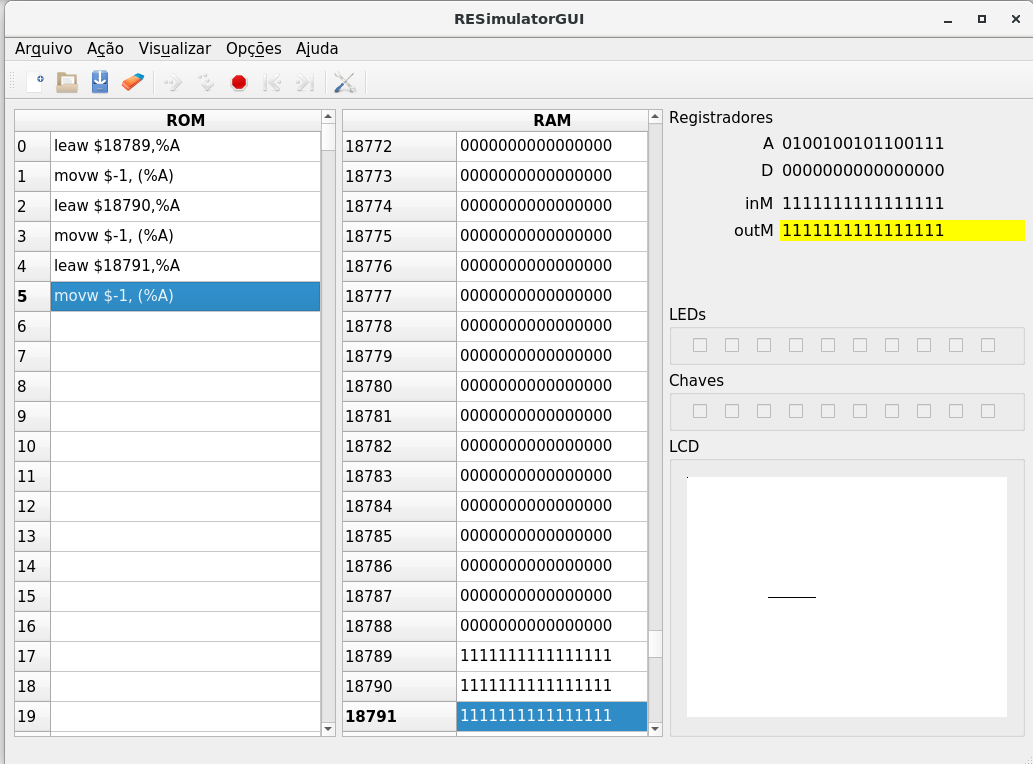 RESimulatorGUI
Arquivo Ação Visualizar Opções Ajuda
ROM
0 leaw $18789,%A
1 movw $-1, (%A)
2 leaw $18790,%A
3 movw $-1, (%A)
4 leaw $18791,%A
5 movw $-1, (%A)
6
7
8
9
10
11
12
13
14
15
16
17
18
19
RAM
18772 0000000000000000
18773 0000000000000000
18774 0000000000000000
18775 0000000000000000
18776 0000000000000000
18777 0000000000000000
18778 0000000000000000
18779 0000000000000000
18780 0000000000000000
18781 0000000000000000
18782 0000000000000000
18783 0000000000000000
18784 0000000000000000
18785 0000000000000000
18786 0000000000000000
18787 0000000000000000
18788 0000000000000000
18789 1111111111111111
18790 1111111111111111
18791 1111111111111111
Registradores
A 0100100101100111
D 0000000000000000
inM 1111111111111111
outM 1111111111111111
LEDs
Chaves
LCD